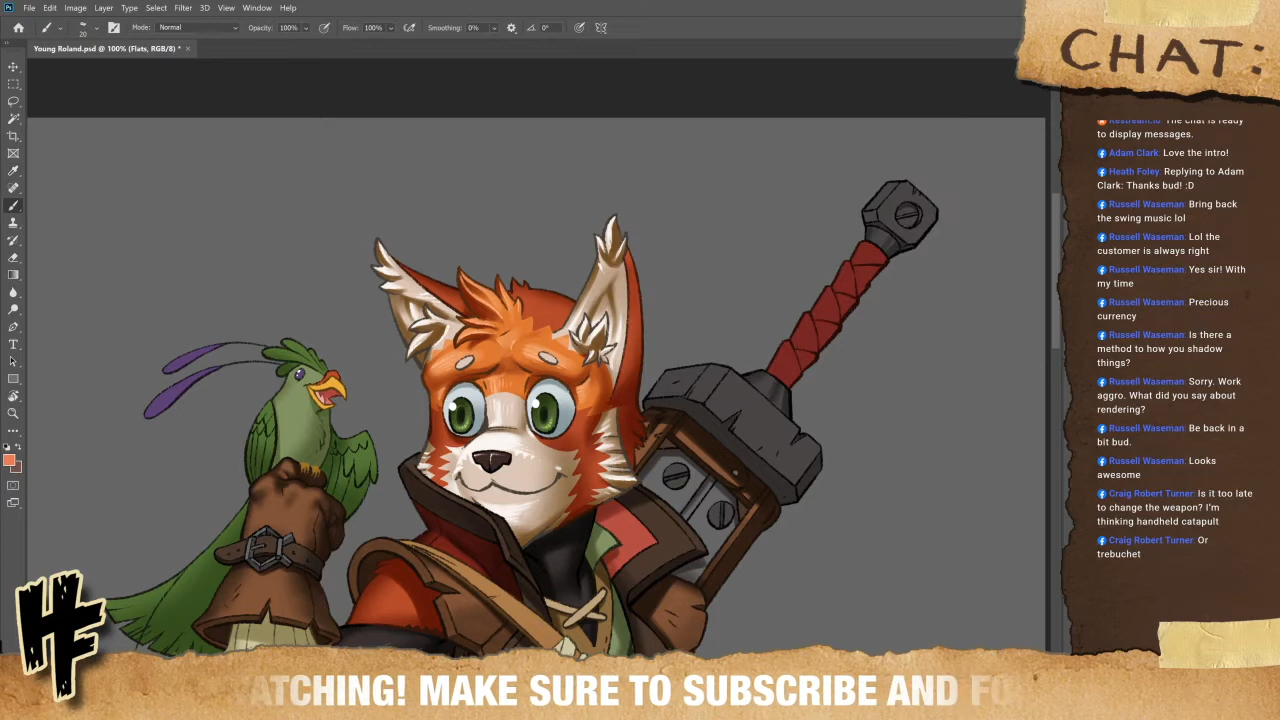 Ps File Edit Image Layer Type Select Filter 3D View Window Help
20 Mode: Normal Opacity: 100% Flow: 100% Smoothing: 0% 0°
Young Roland.psd @ 100% (Flats, RGB/8) *
CHAT:
Restream.io: The chat is ready
to display messages.
Adam Clark: Love the intro!
Heath Foley: Replying to Adam
Clark: Thanks bud! :D
Russell Waseman: Bring back
the swing music lol
Russell Waseman: Lol the
customer is always right
Russell Waseman: Yes sir! With
my time
Russell Waseman: Precious
currency
Russell Waseman: Is there a
method to how you shadow
things?
Russell Waseman: Sorry. Work
aggro. What did you say about
rendering?
Russell Waseman: Be back in a
bit bud.
Russell Waseman: Looks
awesome
Craig Robert Turner: Is it too late
to change the weapon? I'm
thinking handheld catapult
Craig Robert Turner: Or
trebuchet
HF
ATCHING! MAKE SURE TO SUBSCRIBE AND FO